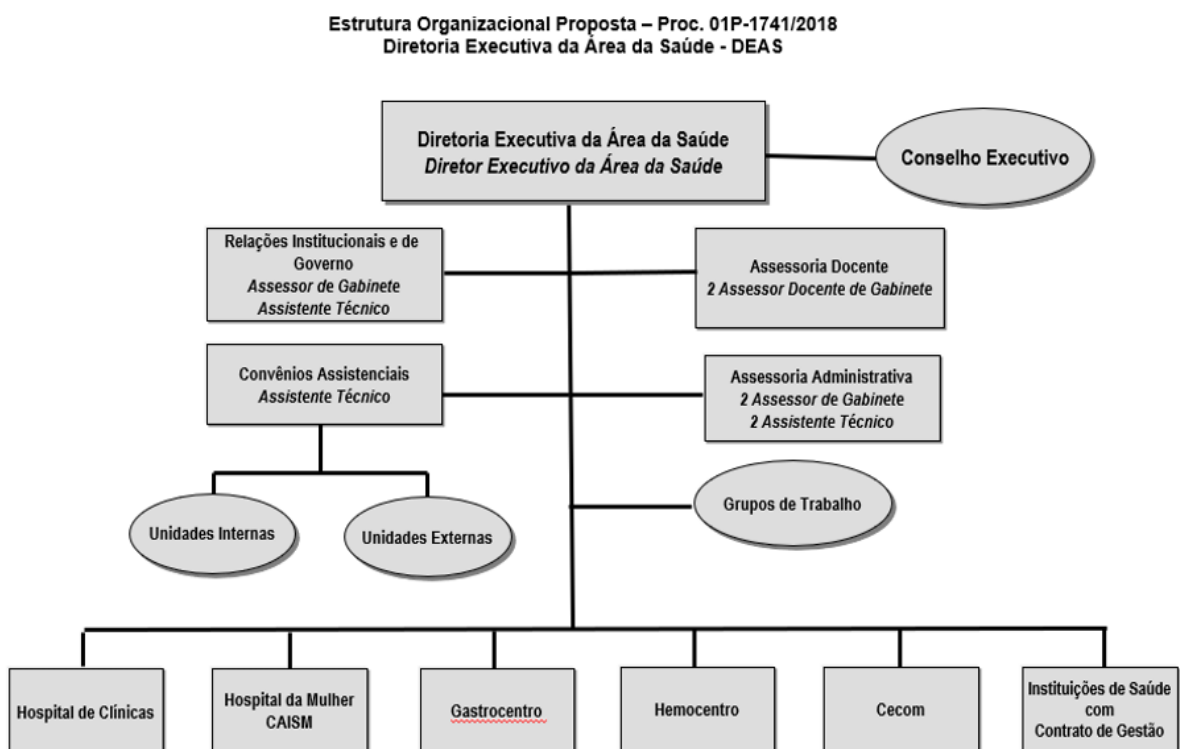 Estrutura Organizacional Proposta – Proc. 01P-1741/2018
Diretoria Executiva da Área da Saúde - DEAS
Diretoria Executiva da Área da Saúde
Diretor Executivo da Área da Saúde
Conselho Executivo
Relações Institucionais e de
Governo
Assessor de Gabinete
Assistente Técnico
Assessoria Docente
2 Assessor Docente de Gabinete
Convênios Assistenciais
Assistente Técnico
Assessoria Administrativa
2 Assessor de Gabinete
2 Assistente Técnico
Grupos de Trabalho
Unidades Internas
Unidades Externas
Hospital de Clínicas
Hospital da Mulher
CAISM
Gastrocentro
Hemocentro
Cecom
Instituições de Saúde
com
Contrato de Gestão